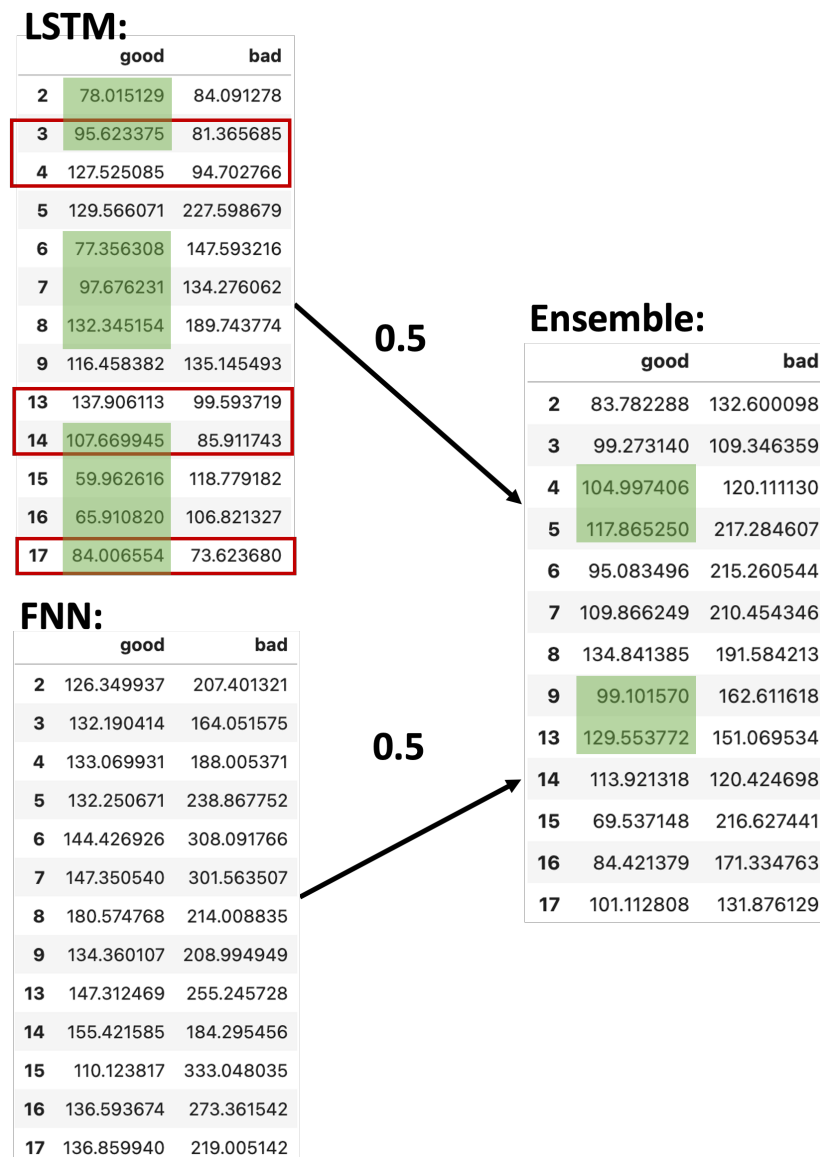 LSTM:
good bad
2 78.015129 84.091278
3 95.623375 81.365685
4 127.525085 94.702766
5 129.566071 227.598679
6 77.356308 147.593216
7 97.676231 134.276062
8 132.345154 189.743774
9 116.458382 135.145493
13 137.906113 99.593719
14 107.669945 85.911743
15 59.962616 118.779182
16 65.910820 106.821327
17 84.006554 73.623680
FNN:
good bad
2 126.349937 207.401321
3 132.190414 164.051575
4 133.069931 188.005371
5 132.250671 238.867752
6 144.426926 308.091766
7 147.350540 301.563507
8 180.574768 214.008835
9 134.360107 208.994949
13 147.312469 255.245728
14 155.421585 184.295456
15 110.123817 333.048035
16 136.593674 273.361542
17 136.859940 219.005142
0.5
0.5
Ensemble:
good bad
2 83.782288 132.600098
3 99.273140 109.346359
4 104.997406 120.111130
5 117.865250 217.284607
6 95.083496 215.260544
7 109.866249 210.454346
8 134.841385 191.584213
9 99.101570 162.611618
13 129.553772 151.069534
14 113.921318 120.424698
15 69.537148 216.627441
16 84.421379 171.334763
17 101.112808 131.876129